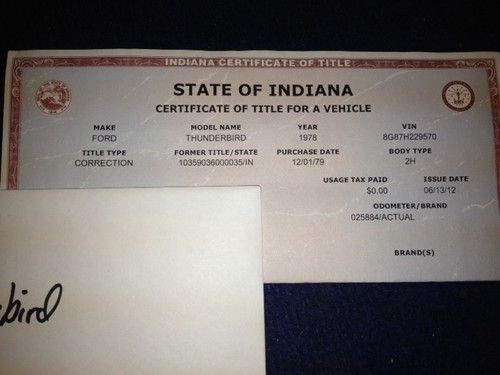 INDIANA CERTIFICATE OF TITLE
STATE OF INDIANA
CERTIFICATE OF TITLE FOR A VEHICLE
MAKE MODEL NAME YEAR VIN
FORD THUNDERBIRD 1978 8G87H229570
TITLE TYPE FORMER TITLE/STATE PURCHASE DATE BODY TYPE
CORRECTION 10359036000035/IN 12/01/79 2H
USAGE TAX PAID ISSUE DATE
$0.00 06/13/12
ODOMETER/BRAND
025884/ACTUAL
BRAND(S)
bird